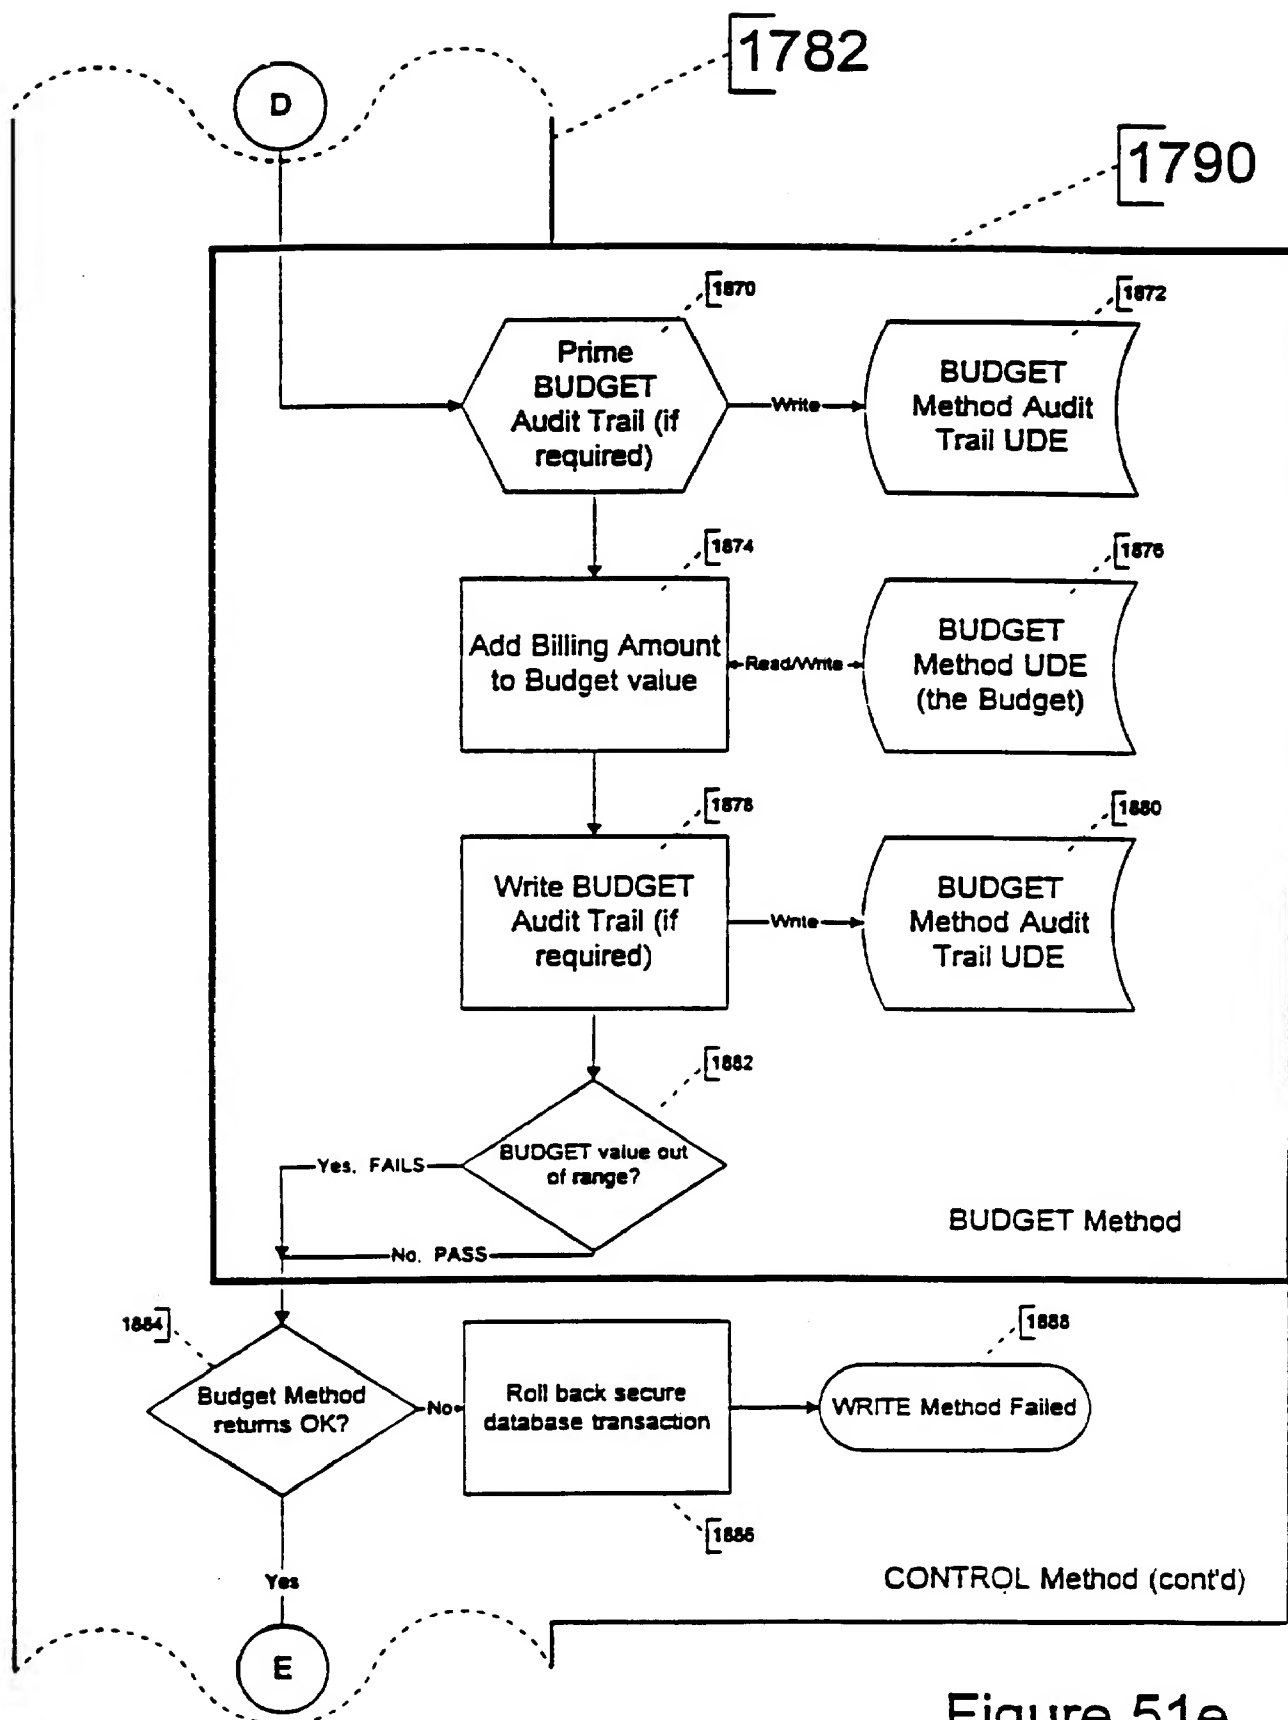 1782
D
1790
1870
1872
Prime
BUDGET
Audit Trail (if
required)
Write
BUDGET
Method Audit
Trail UDE
1874
1876
Add Billing Amount
to Budget value
Read/Write
BUDGET
Method UDE
(the Budget)
1878
1880
Write BUDGET
Audit Trail (if
required)
Write
BUDGET
Method Audit
Trail UDE
1882
BUDGET value out
of range?
Yes, FAILS
No, PASS
BUDGET Method
1884
1888
Budget Method
returns OK?
No
Roll back secure
database transaction
WRITE Method Failed
1886
Yes
CONTROL Method (cont'd)
E
Figure 51e